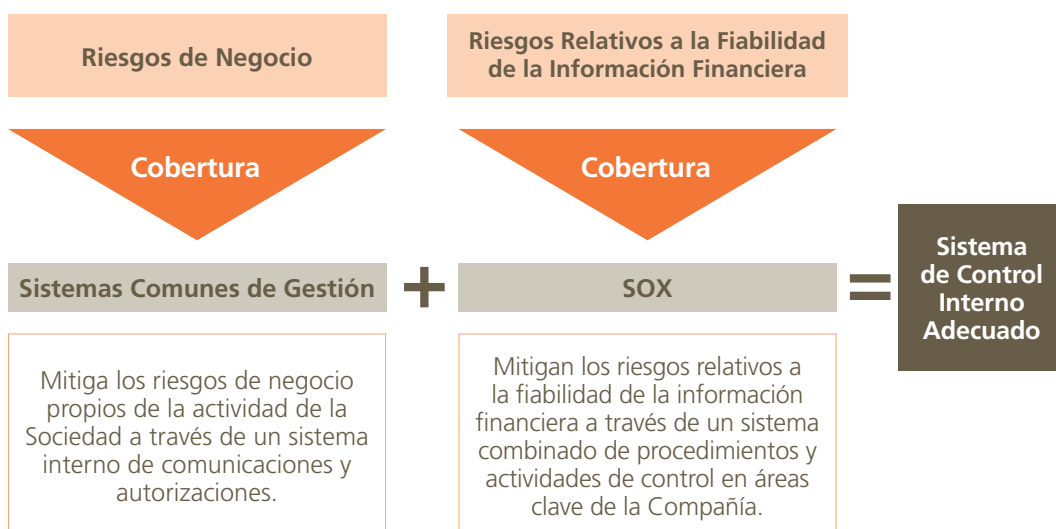 Riesgos de Negocio
Riesgos Relativos a la Fiabilidad
de la Información Financiera
Cobertura
Cobertura
Sistemas Comunes de Gestión
+
SOX
=
Sistema
de Control
Interno
Adecuado
Mitiga los riesgos de negocio
propios de la actividad de la
Sociedad a través de un sistema
interno de comunicaciones y
autorizaciones.
Mitigan los riesgos relativos a
la fiabilidad de la información
financiera a través de un sistema
combinado de procedimientos y
actividades de control en áreas
clave de la Compañía.